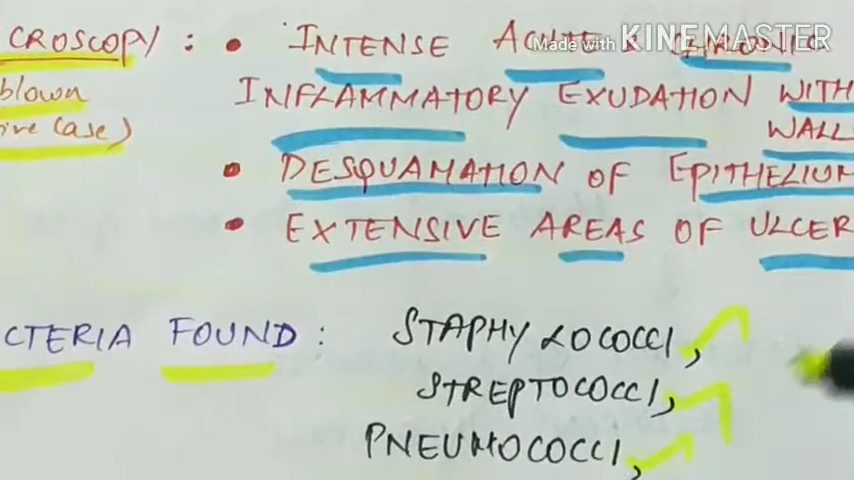 CROSCOPY : • INTENSE ACUTE & CHRONIC
Made with KINEMASTER
blown INFLAMMATORY EXUDATION WITH
ive case) WALL
• DESQUAMATION OF EPITHELIUM
• EXTENSIVE AREAS OF ULCER
CTERIA FOUND : STAPHYLOCOCCI,
STREPTOCOCCI,
PNEUMOCOCCI,